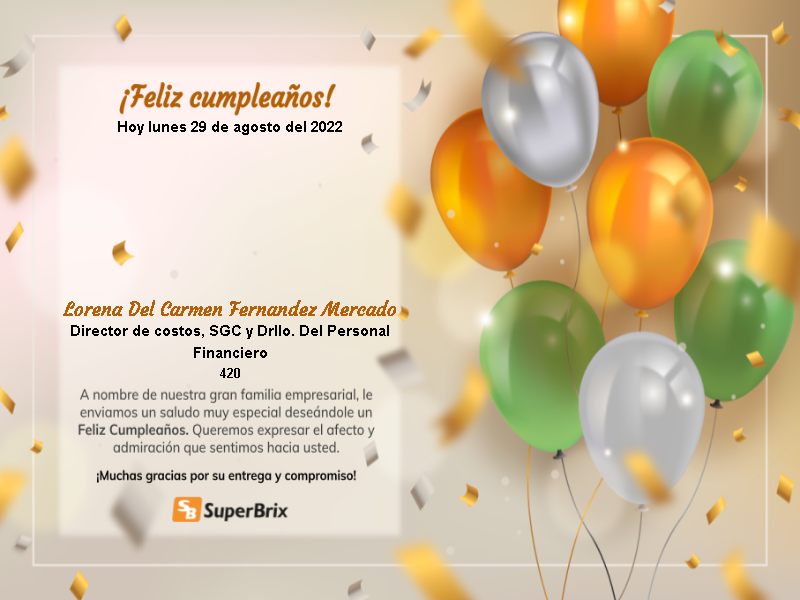 ¡Feliz cumpleaños!
Hoy lunes 29 de agosto del 2022
Lorena Del Carmen Fernandez Mercado
Director de costos, SGC y Drllo. Del Personal
Financiero
420
A nombre de nuestra gran familia empresarial, le
enviamos un saludo muy especial deseándole un
Feliz Cumpleaños. Queremos expresar el afecto y
admiración que sentimos hacia usted.
¡Muchas gracias por su entrega y compromiso!
SB SuperBrix